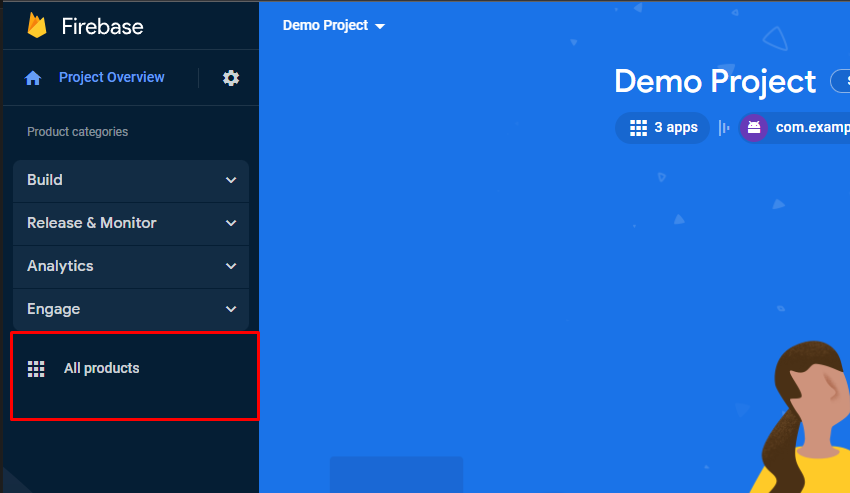 Firebase
Demo Project
Project Overview
Product categories
Build
Release & Monitor
Analytics
Engage
All products
Demo Project
3 apps
com.examp